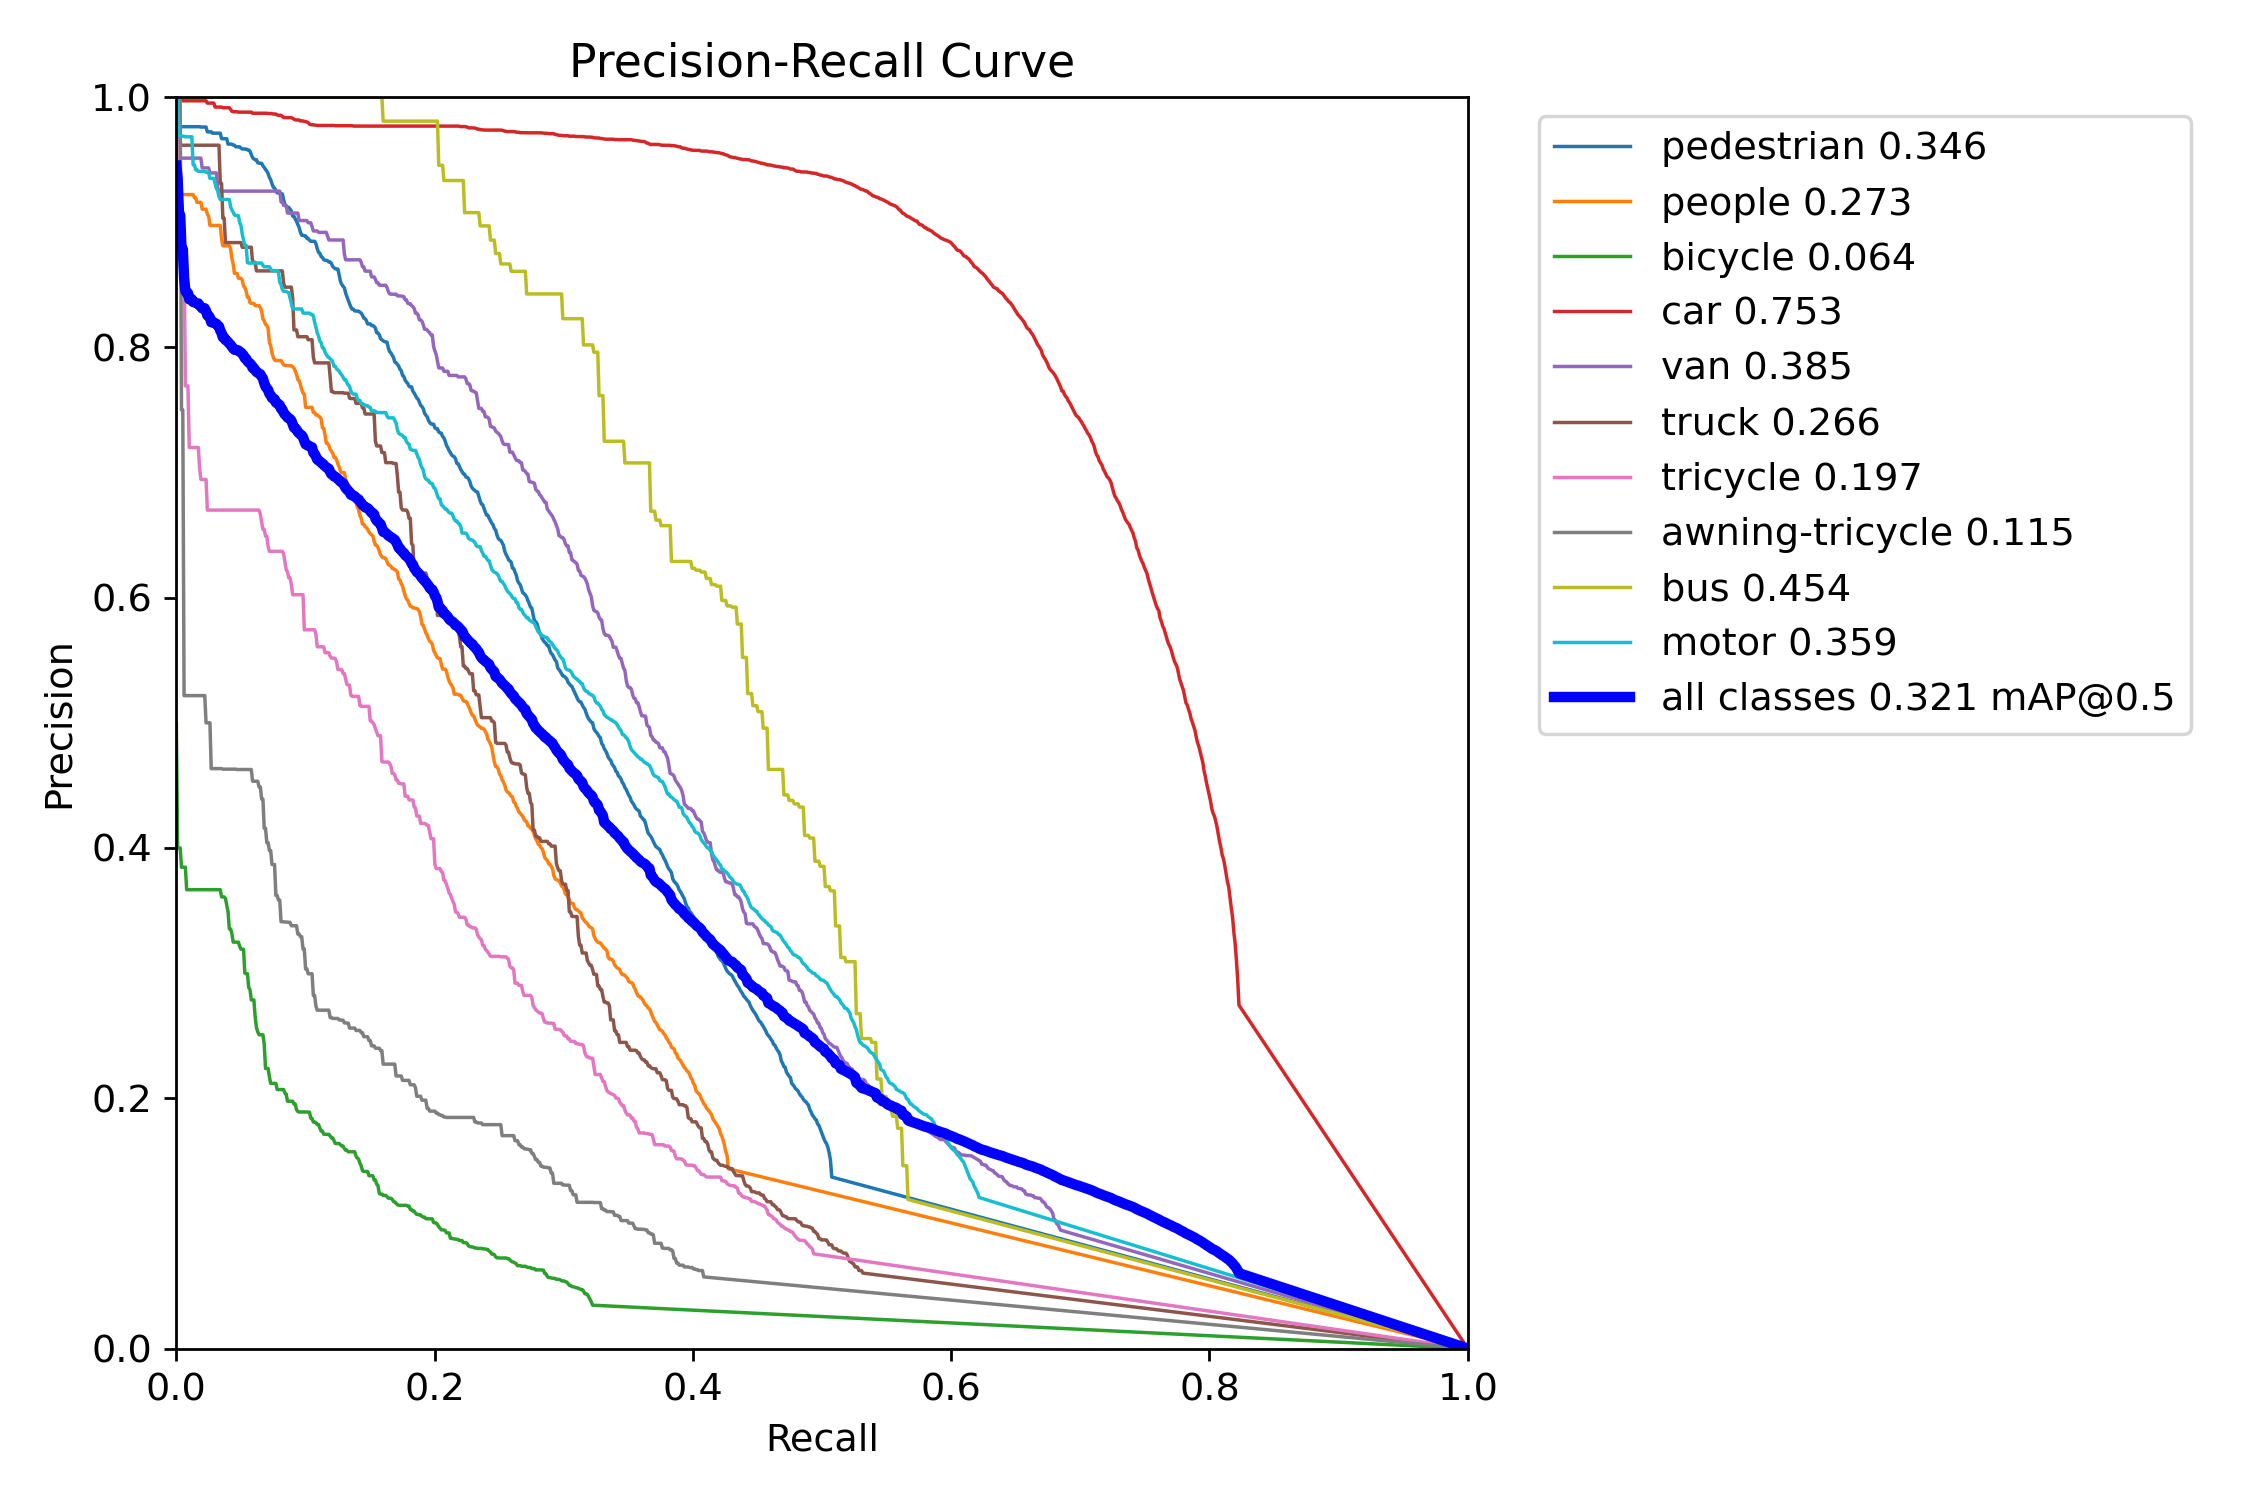 Precision-Recall Curve
1.0
0.8
0.6
0.4
0.2
0.0
Precision
0.0 0.2 0.4 0.6 0.8 1.0
Recall
pedestrian 0.346
people 0.273
bicycle 0.064
car 0.753
van 0.385
truck 0.266
tricycle 0.197
awning-tricycle 0.115
bus 0.454
motor 0.359
all classes 0.321 mAP@0.5